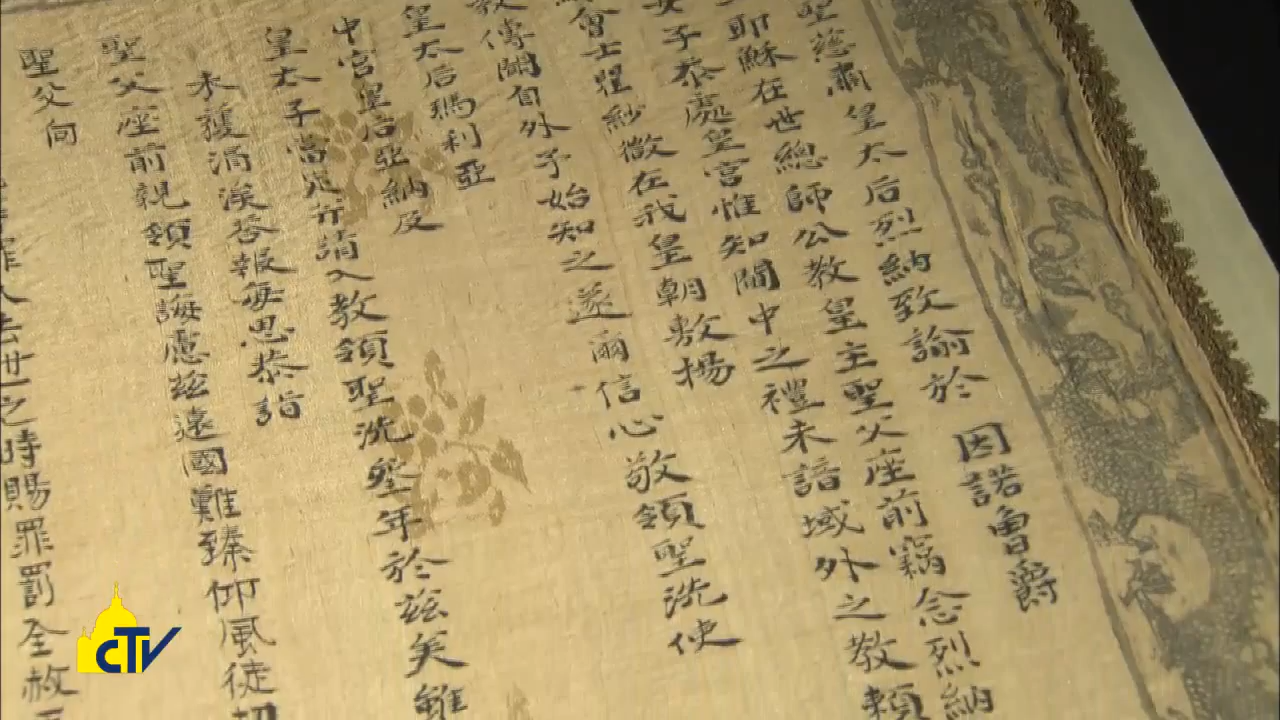 聖慈肅皇太后烈納致諭於 因諾曾爵
耶穌在世總師公教皇主聖父座前竊念烈納
女子忝處皇宮惟知閫中之禮未諳域外之教賴
會士瞿紗微在我皇朝敷揚
教傳聞自外予始知之遂爾信心敬領聖洗使
皇太后瑪利亞
中宮皇后亞納及
皇太子當定并請入教領聖洗叄年於茲矣雖
未獲涓涘荅報每思恭詣
聖父座前親領聖誨慮茲遠國難臻仰風徒切
聖父向
罪人去世之時賜罪罰全赦
CTV